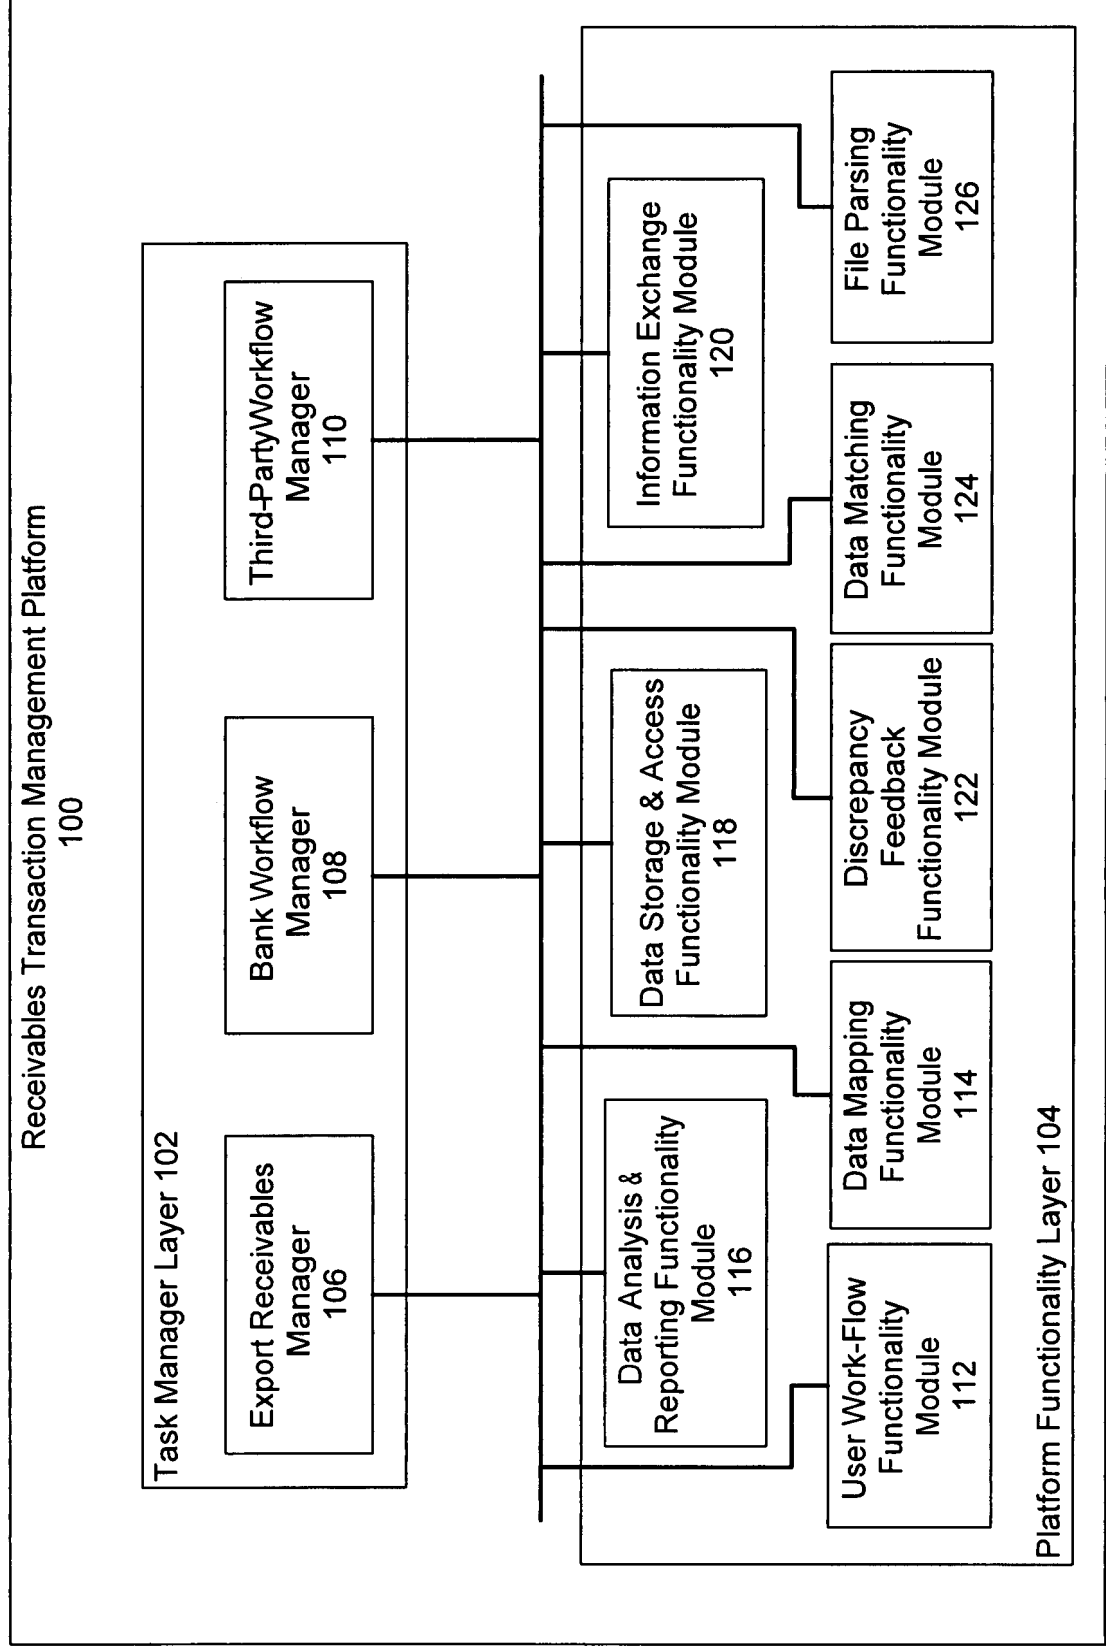 Receivables Transaction Management Platform
100
Task Manager Layer 102
Export Receivables
Manager
106
Bank Workflow
Manager
108
Third-PartyWorkflow
Manager
110
Data Analysis &
Reporting Functionality
Module
116
Data Storage & Access
Functionality Module
118
Information Exchange
Functionality Module
120
User Work-Flow
Functionality
Module
112
Data Mapping
Functionality
Module
114
Discrepancy
Feedback
Functionality Module
122
Data Matching
Functionality
Module
124
File Parsing
Functionality
Module
126
Platform Functionality Layer 104